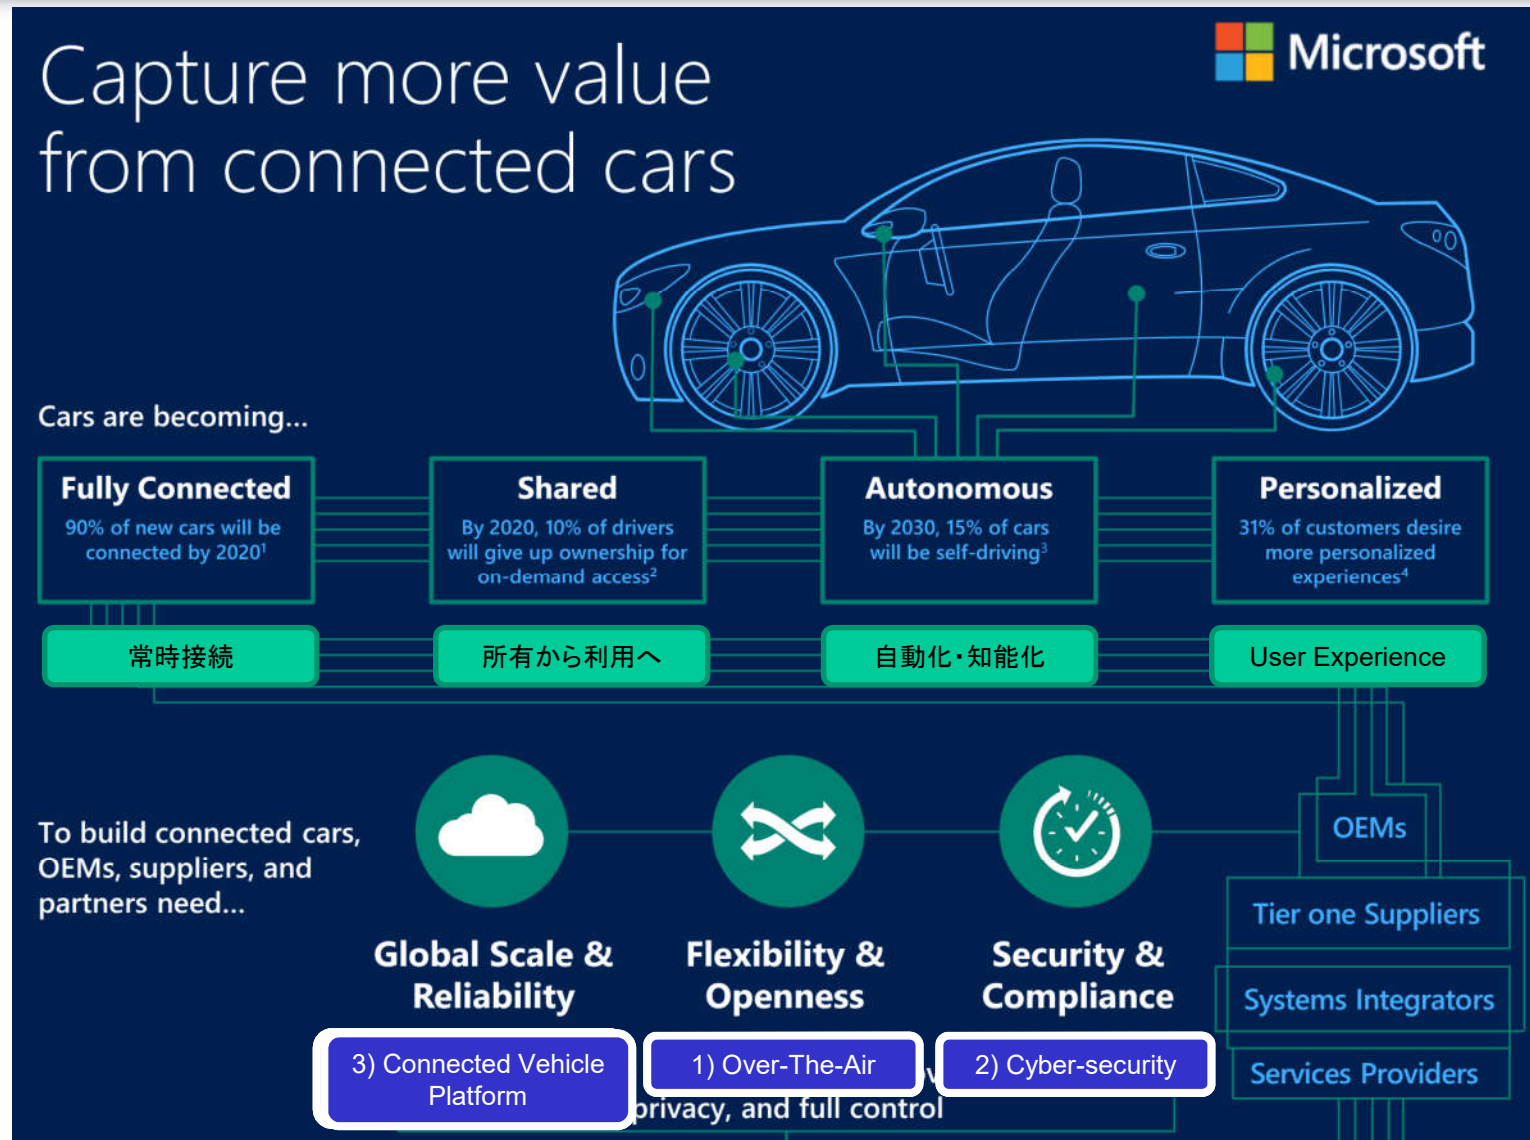 Capture more value
from connected cars
Microsoft
Cars are becoming...
Fully Connected
90% of new cars will be
connected by 2020¹
Shared
By 2020, 10% of drivers
will give up ownership for
on-demand access²
Autonomous
By 2030, 15% of cars
will be self-driving³
Personalized
31% of customers desire
more personalized
experiences⁴
常時接続
所有から利用へ
自動化・知能化
User Experience
To build connected cars,
OEMs, suppliers, and
partners need...
Global Scale &
Reliability
Flexibility &
Openness
Security &
Compliance
OEMs
Tier one Suppliers
Systems Integrators
Services Providers
3) Connected Vehicle
Platform
1) Over-The-Air
2) Cyber-security
privacy, and full control